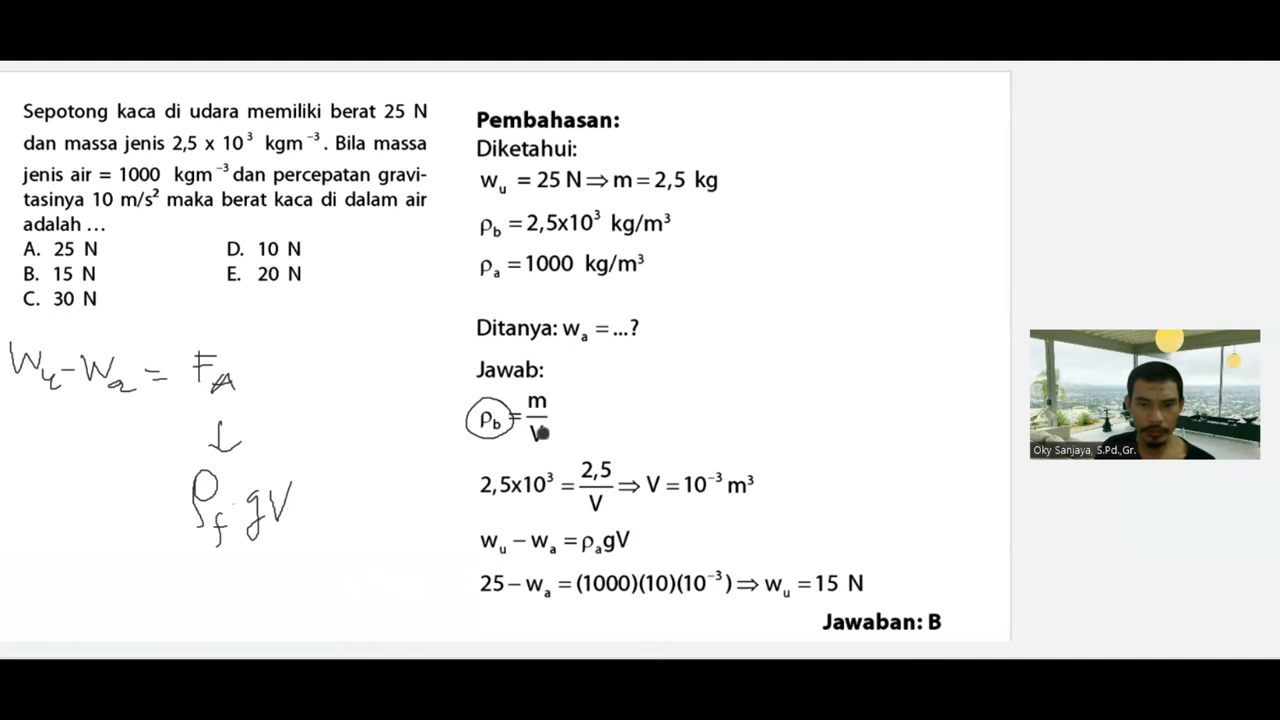 Sepotong kaca di udara memiliki berat 25 N
dan massa jenis 2,5 x 10³ kgm⁻³. Bila massa
jenis air = 1000 kgm⁻³ dan percepatan gravi-
tasinya 10 m/s² maka berat kaca di dalam air
adalah ...
A. 25 N
D. 10 N
B. 15 N
E. 20 N
C. 30 N
Wu - Wa = FA
↓
ρf . gV
Pembahasan:
Diketahui:
wu = 25 N ⇒ m = 2,5 kg
ρb = 2,5x10³ kg/m³
ρa = 1000 kg/m³
Ditanya: wa = ...?
Jawab:
ρb = m/V
2,5x10³ = 2,5/V ⇒ V = 10⁻³ m³
wu − wa = ρagV
25 − wa = (1000)(10)(10⁻³) ⇒ wu = 15 N
Jawaban: B
Oky Sanjaya, S.Pd.,Gr.